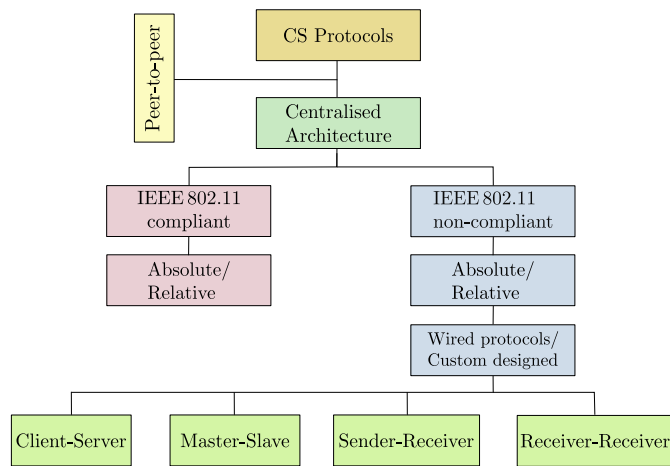 CS Protocols
Peer-to-peer
Centralised
Architecture
IEEE 802.11
compliant
IEEE 802.11
non-compliant
Absolute/
Relative
Absolute/
Relative
Wired protocols/
Custom designed
Client-Server
Master-Slave
Sender-Receiver
Receiver-Receiver